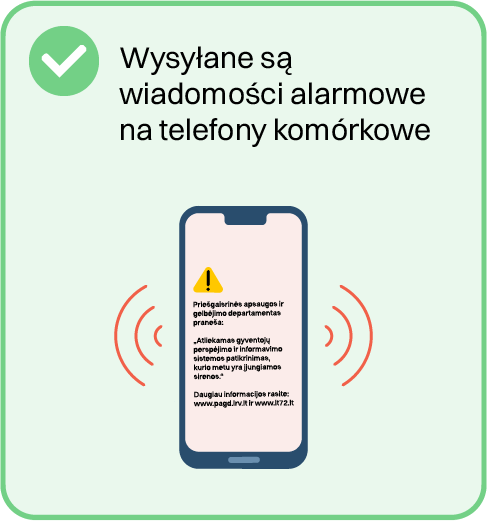 Wysyłane są
wiadomości alarmowe
na telefony komórkowe
Priešgaisrinės apsaugos ir
gelbėjimo departamentas
praneša:
„Atliekamas gyventojų
perspėjimo ir informavimo
sistemos patikrinimas,
kurio metu yra įjungiamos
sirenos.“
Daugiau informacijos rasite:
www.pagd.lrv.lt ir www.lt72.lt